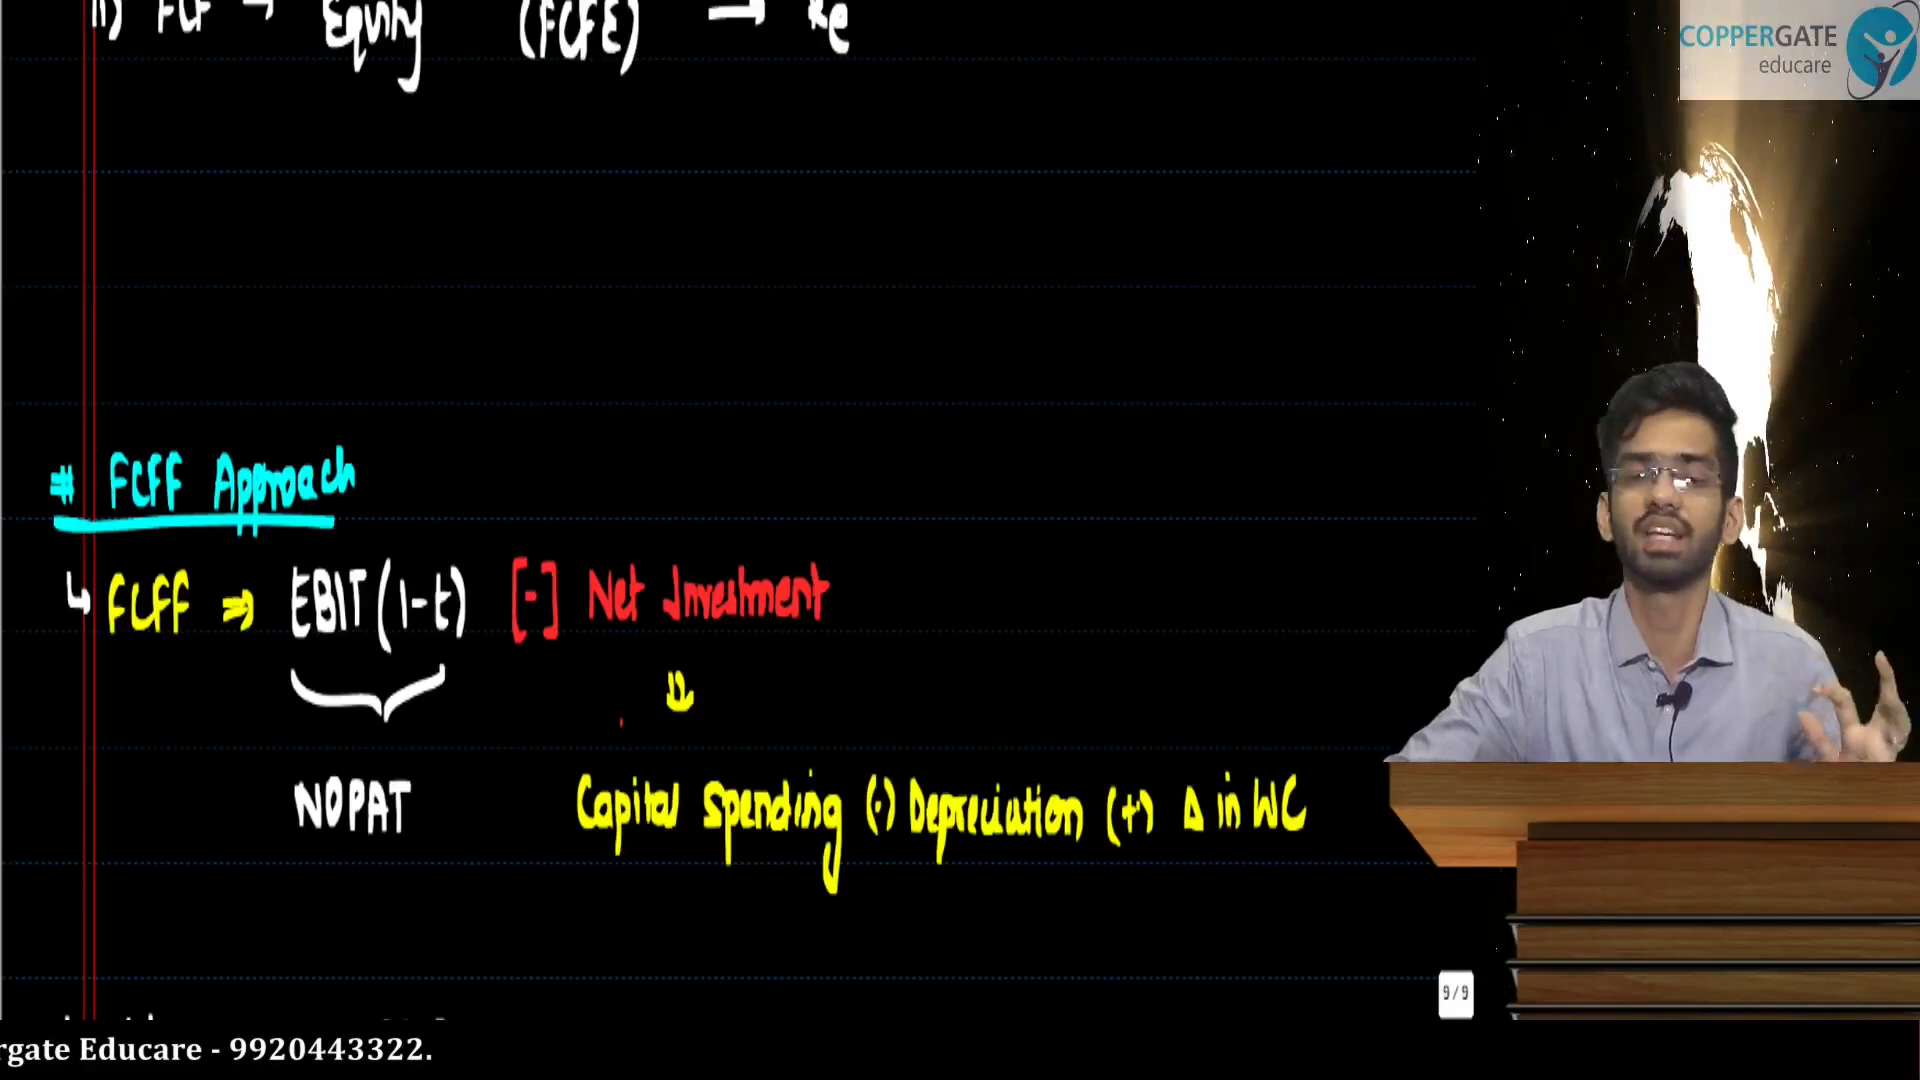 ii) FCF → Equity (FCFE) → Ke
COPPERGATE
educare
# FCFF Approach
↳ FCFF ⇒ EBIT(1-t) [-] Net Investment
⇓
NOPAT Capital Spending (-) Depreciation (+) Δ in WC
9/9
rgate Educare - 9920443322.